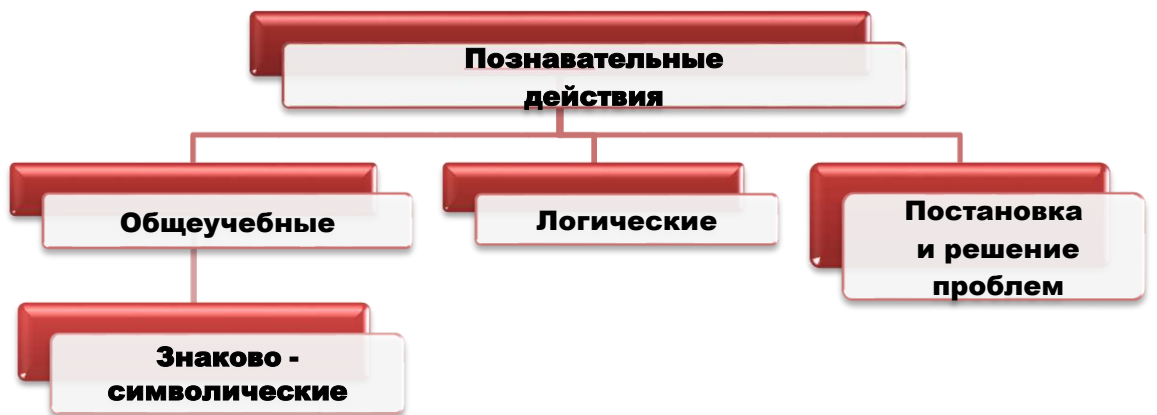 Познавательные
действия
Общеучебные
Логические
Постановка
и решение
проблем
Знаково -
символические